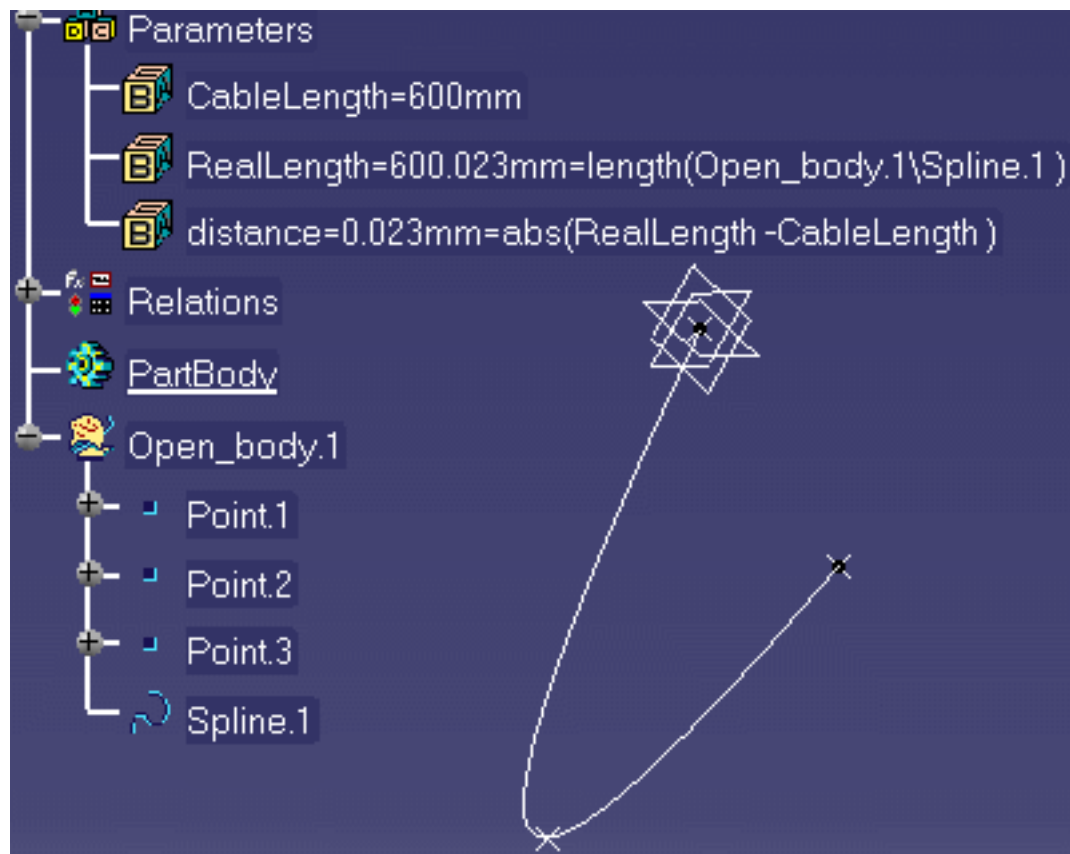 Parameters
CableLength=600mm
RealLength=600.023mm=length(Open_body.1\Spline.1 )
distance=0.023mm=abs(RealLength -CableLength )
Relations
PartBody
Open_body.1
Point.1
Point.2
Point.3
Spline.1